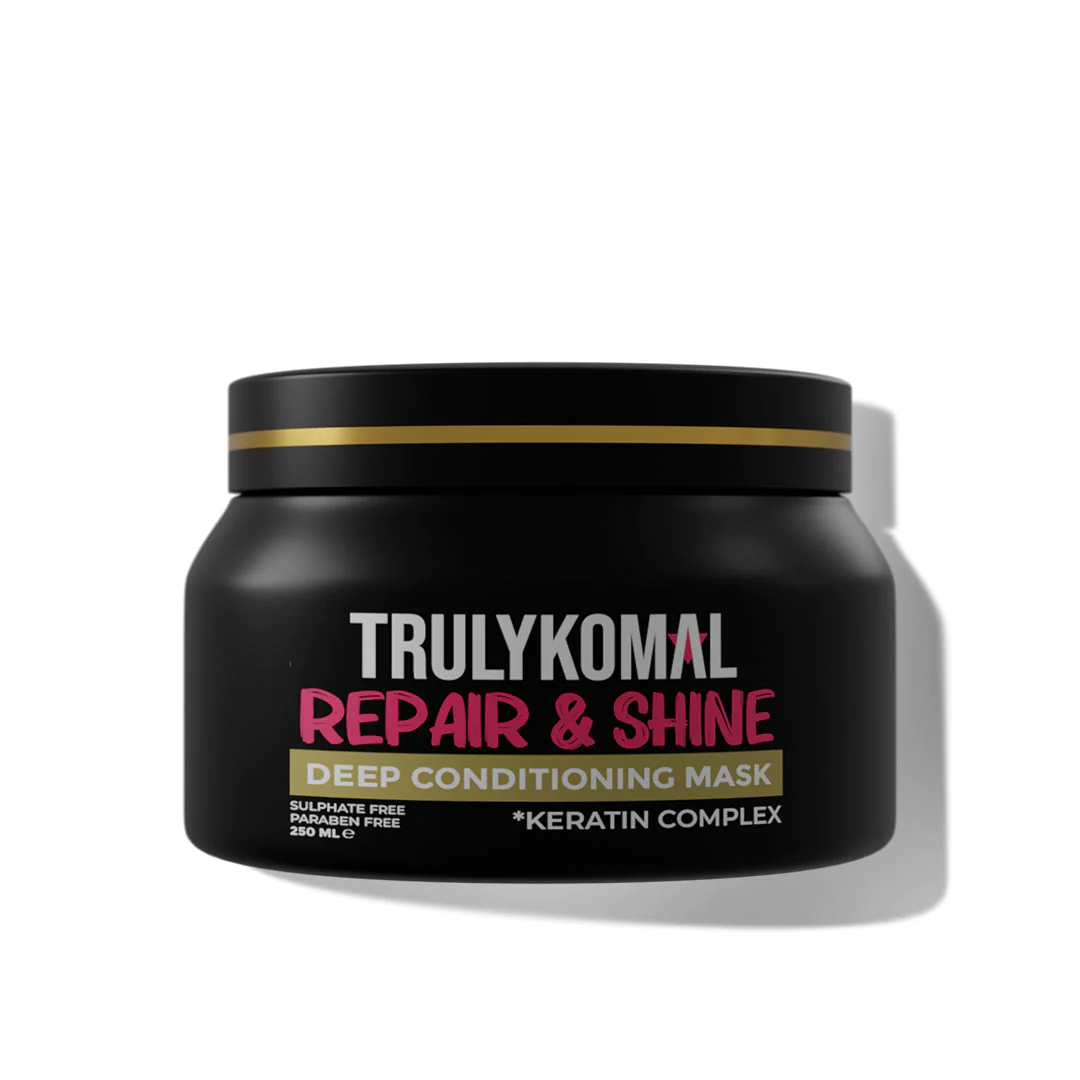 TRULYKOMAL
REPAIR & SHINE
DEEP CONDITIONING MASK
SULPHATE FREE
PARABEN FREE
250 ML ℮
*KERATIN COMPLEX